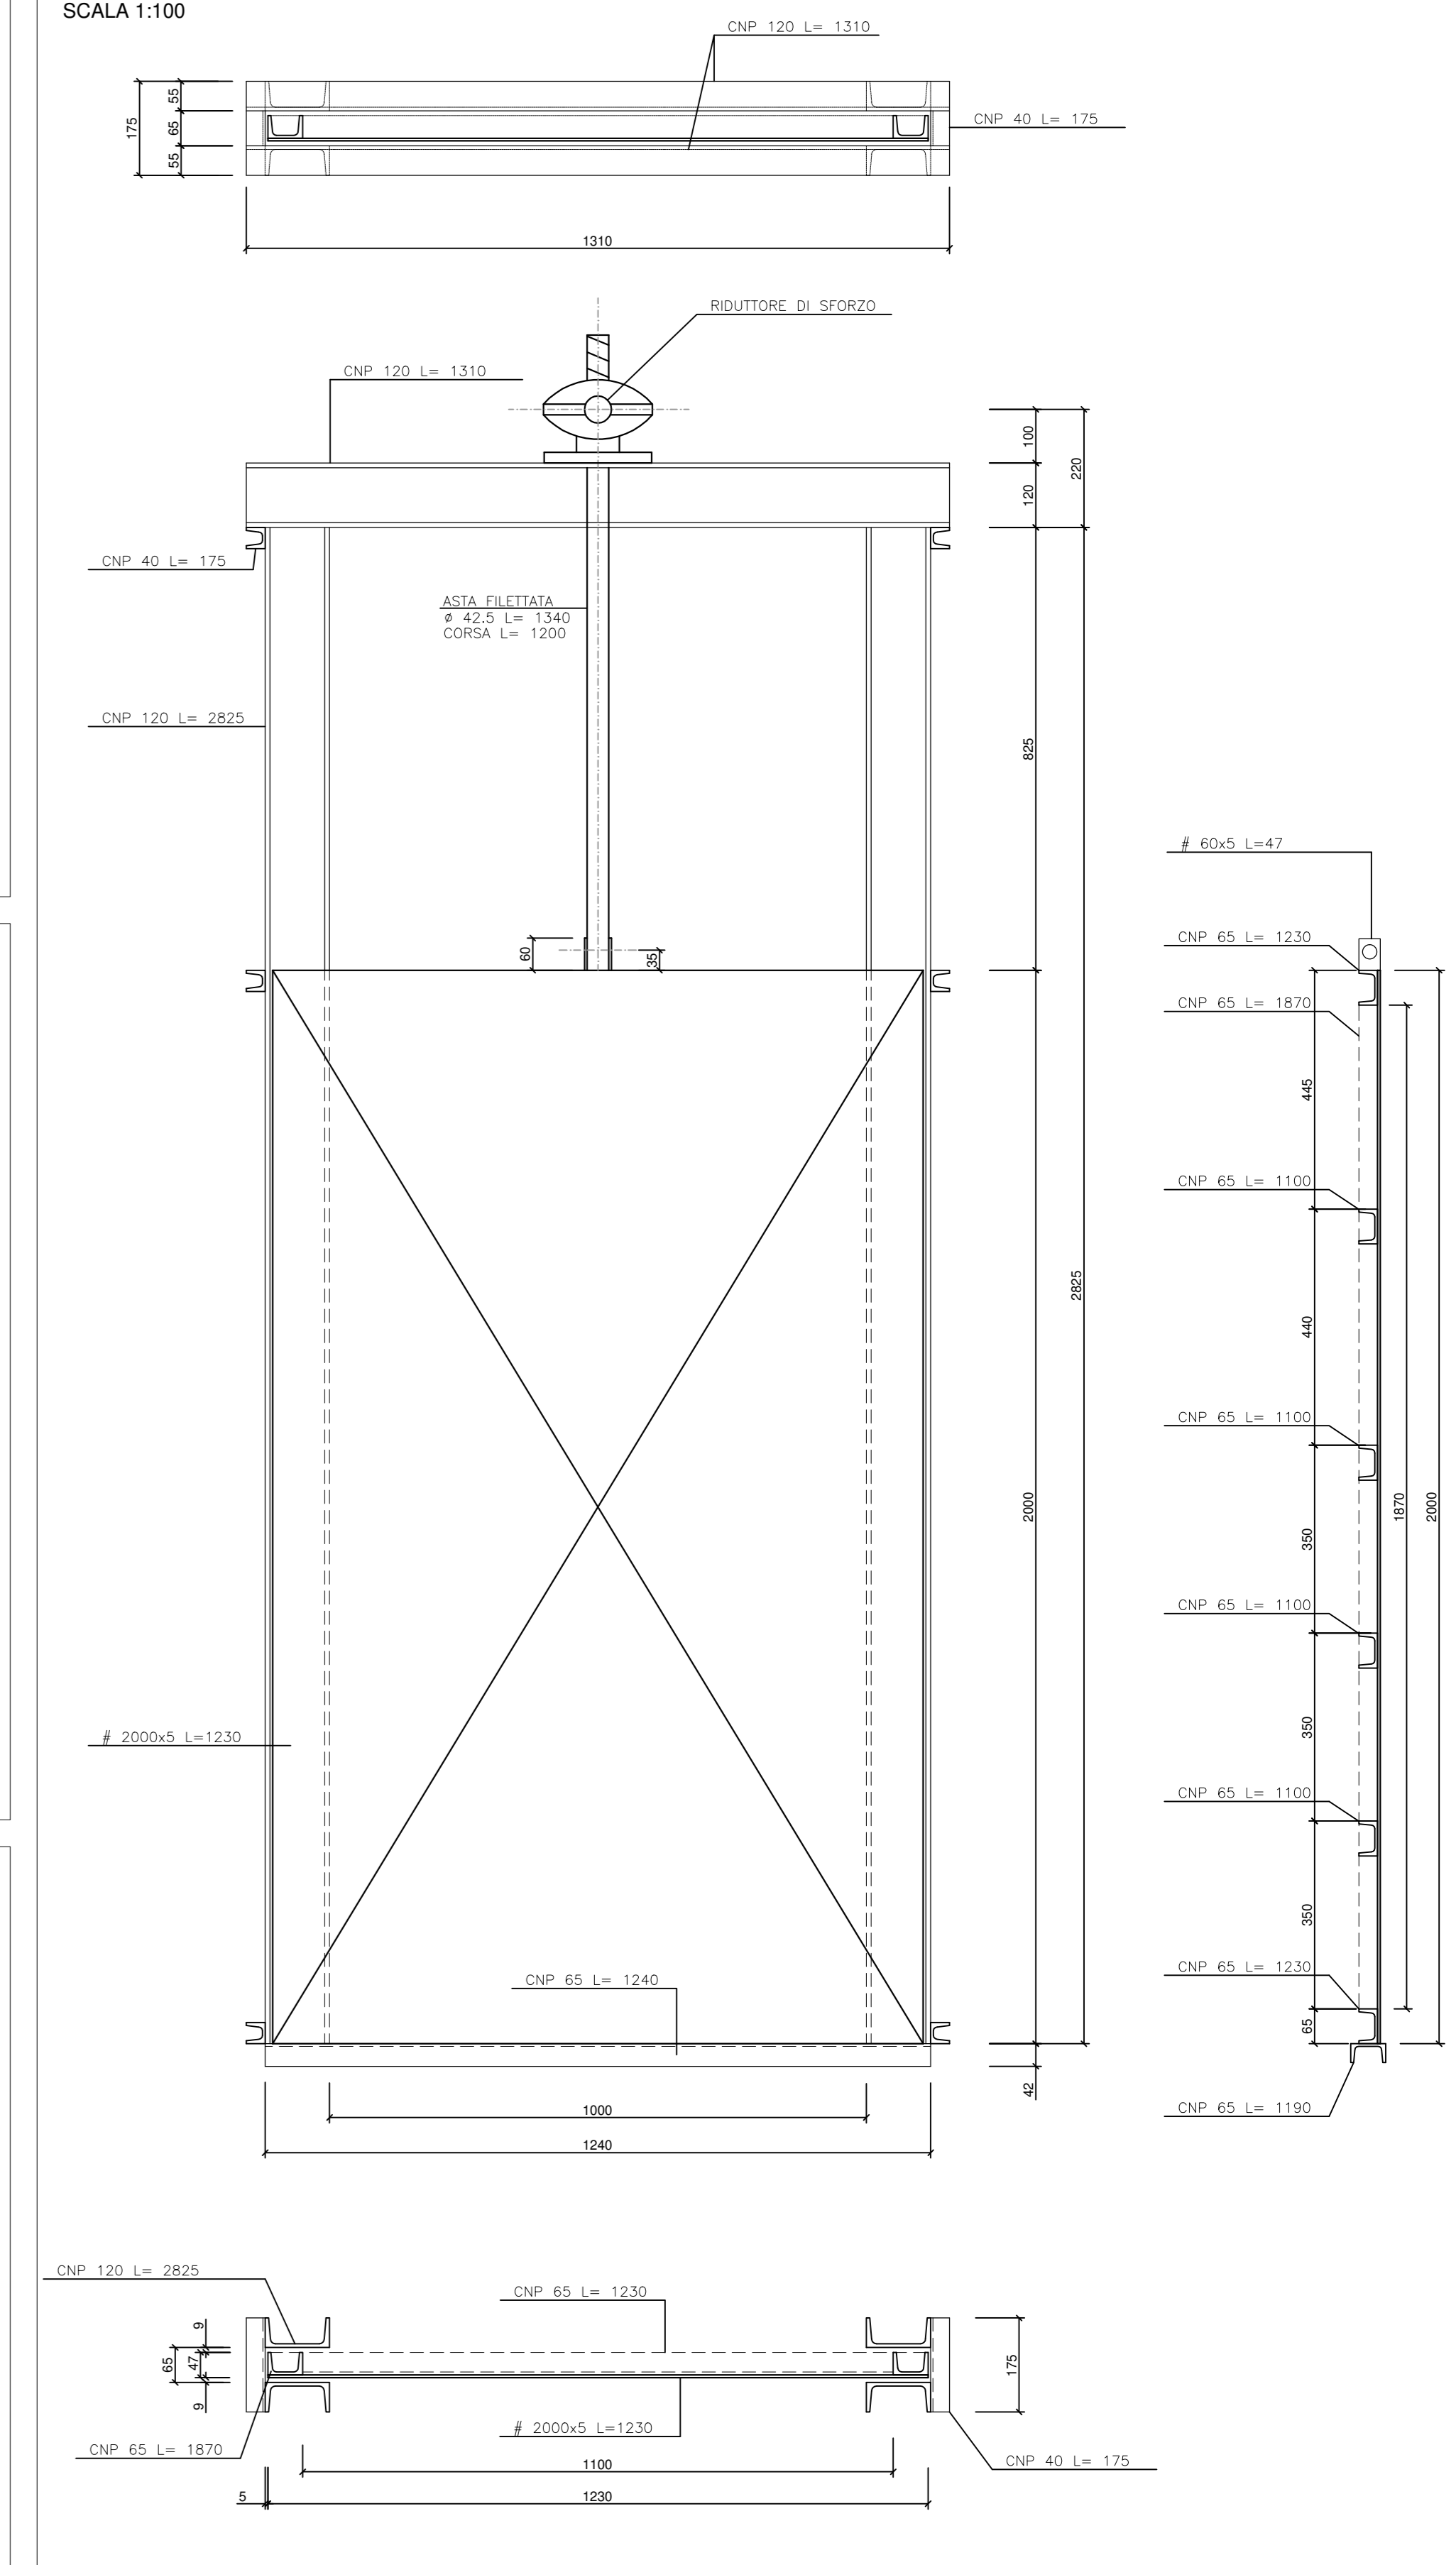 SCALA 1:100
CNP 120 L= 1310
55
175
65
55
CNP 40 L= 175
1310
RIDUTTORE DI SFORZO
CNP 120 L= 1310
100
220
120
CNP 40 L= 175
ASTA FILETTATA
ø 42.5 L= 1340
CORSA L= 1200
CNP 120 L= 2825
825
# 60x5 L=47
CNP 65 L= 1230
60
35
CNP 65 L= 1870
445
CNP 65 L= 1100
2825
440
CNP 65 L= 1100
2000
1870
2000
350
CNP 65 L= 1100
350
# 2000x5 L=1230
CNP 65 L= 1100
350
CNP 65 L= 1240
CNP 65 L= 1230
65
42
CNP 65 L= 1190
1000
1240
CNP 120 L= 2825
CNP 65 L= 1230
9
65
47
9
175
# 2000x5 L=1230
CNP 65 L= 1870
CNP 40 L= 175
1100
5
1230